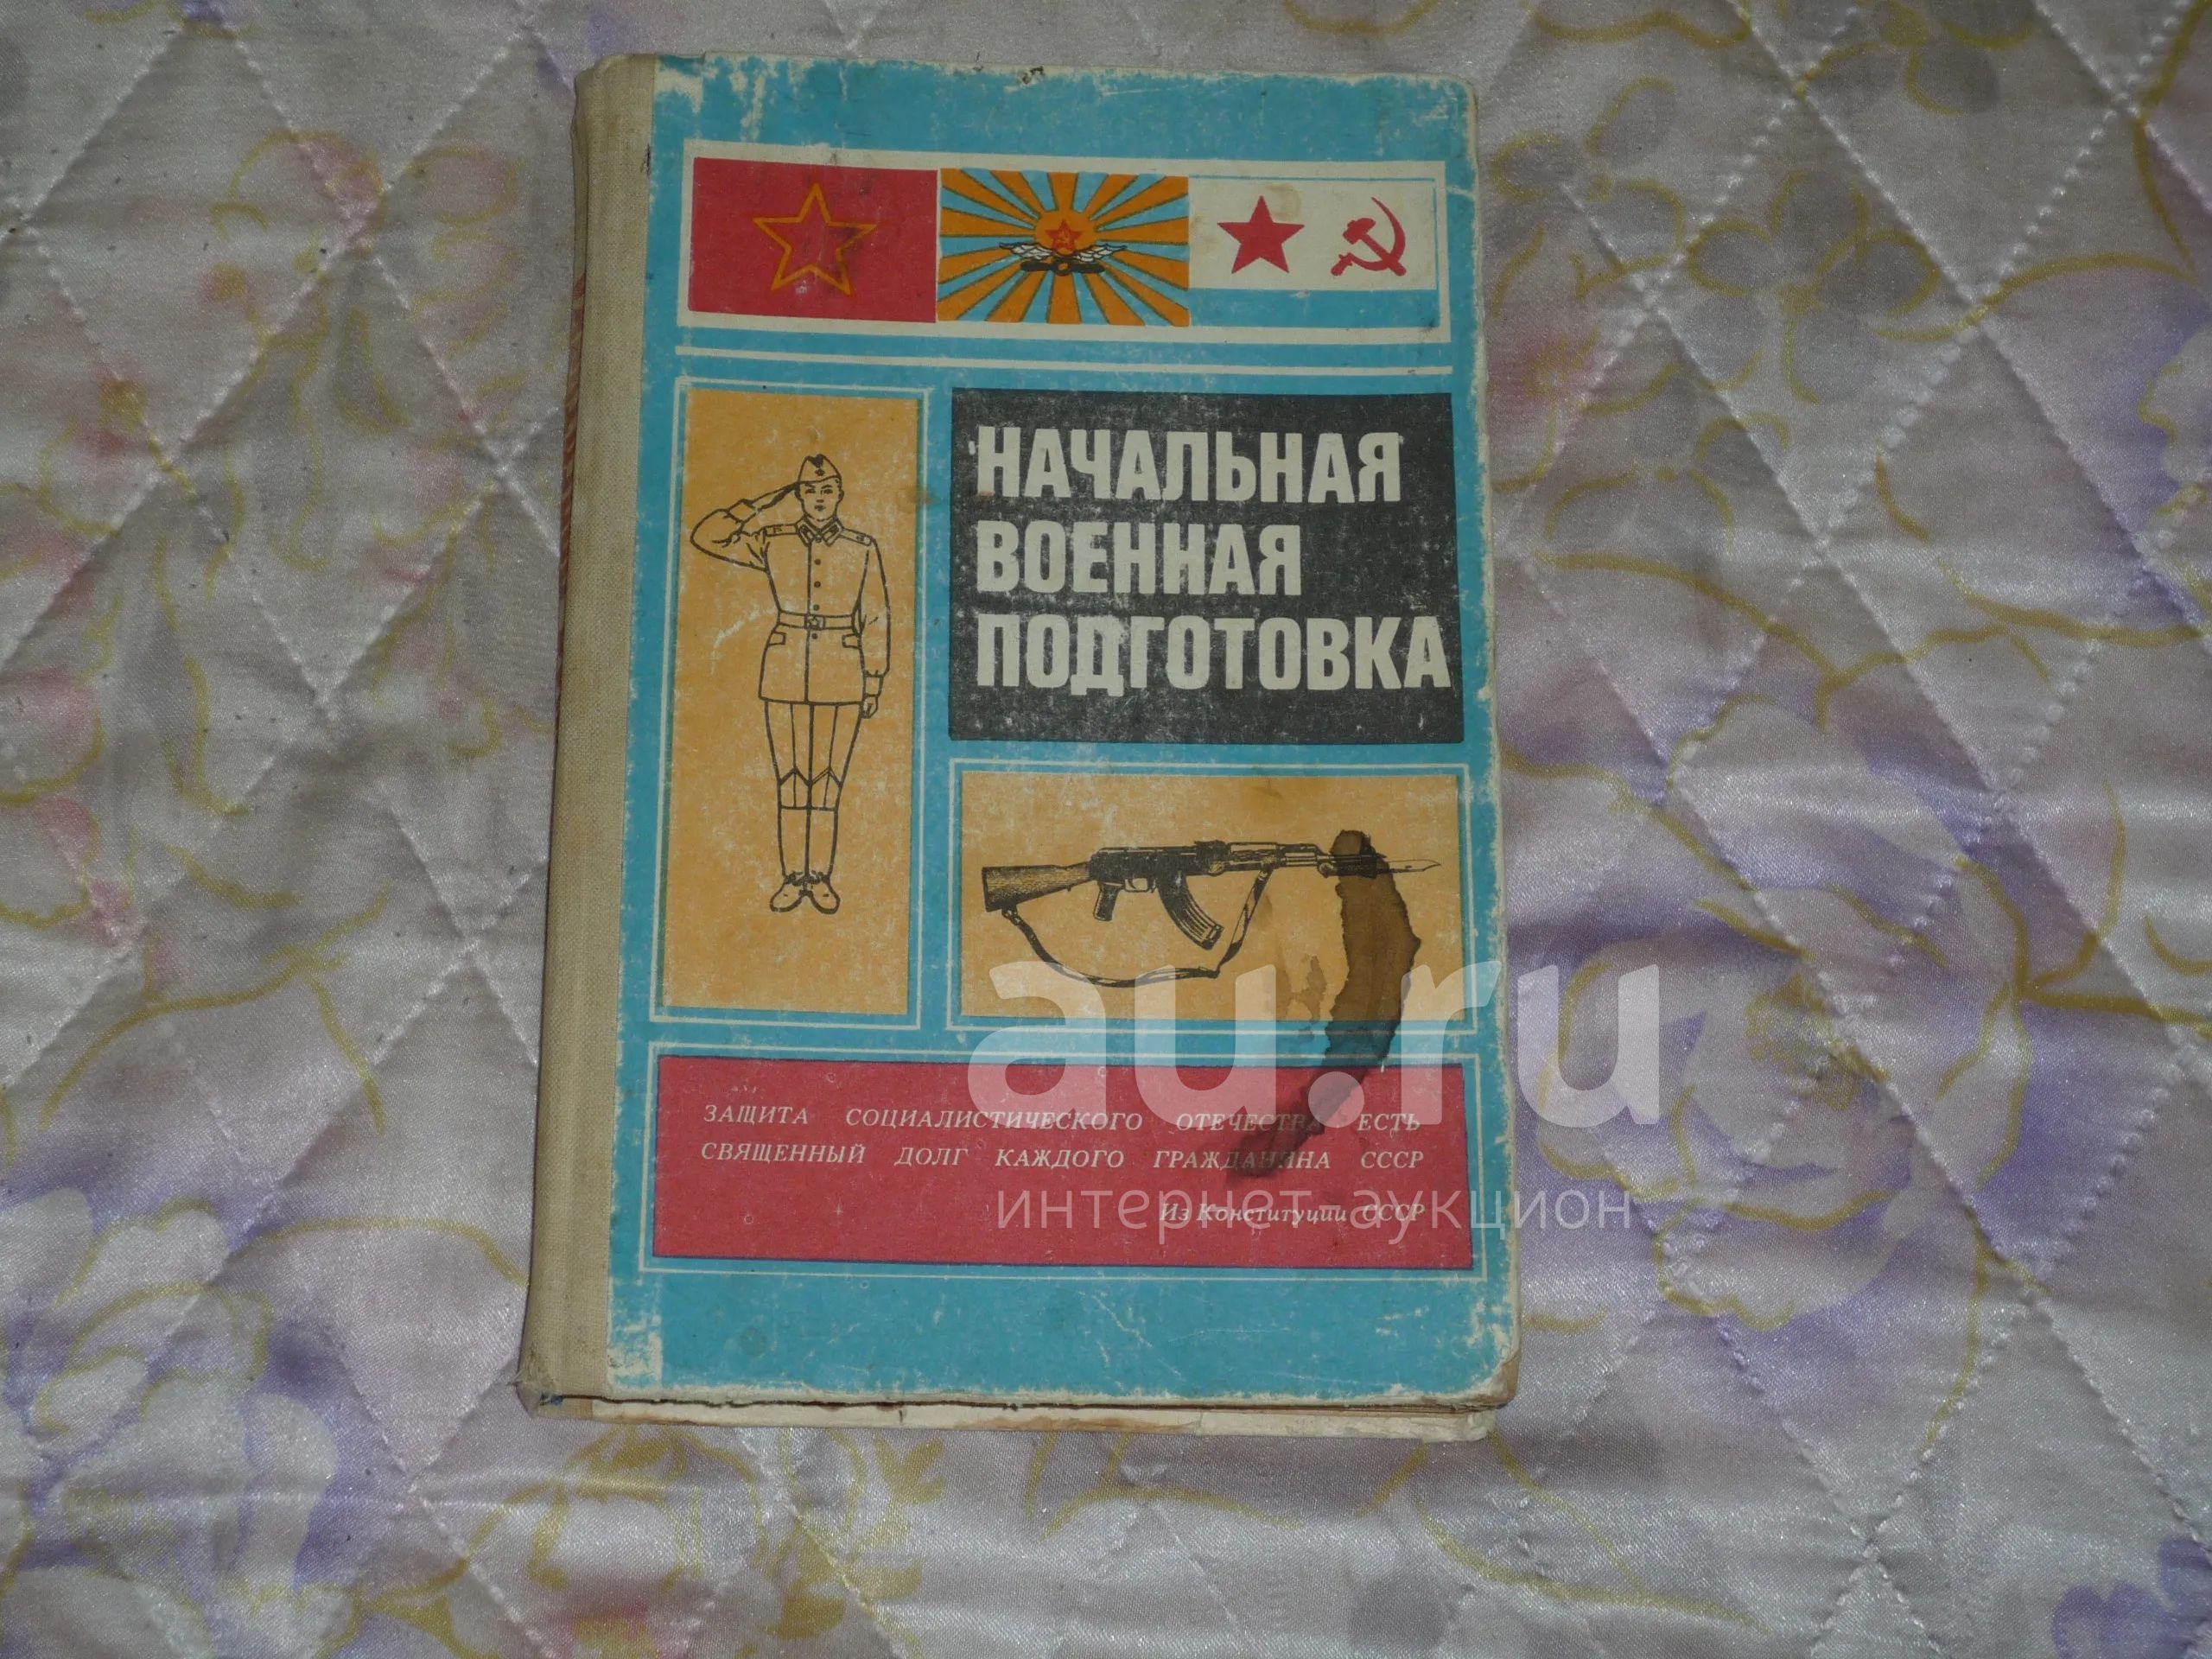 НАЧАЛЬНАЯ
ВОЕННАЯ
ПОДГОТОВКА
au.ru
ЗАЩИТА СОЦИАЛИСТИЧЕСКОГО ОТЕЧЕСТВА ЕСТЬ
СВЯЩЕННЫЙ ДОЛГ КАЖДОГО ГРАЖДАНИНА СССР
Из Конституции СССР
интернет-аукцион